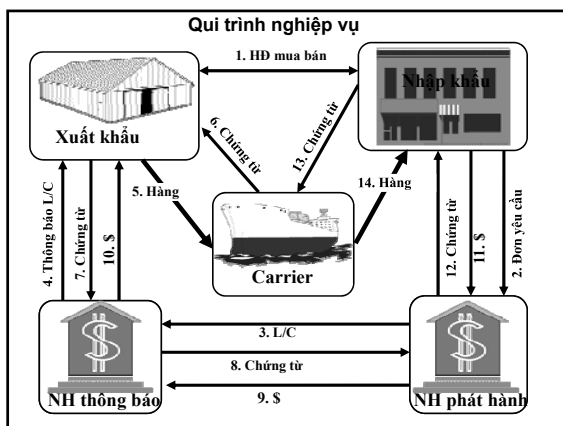 Qui trình nghiệp vụ
1. HĐ mua bán
Nhập khẩu
Xuất khẩu
6. Chứng từ
13. Chứng từ
5. Hàng
14. Hàng
Carrier
4. Thông báo L/C
7. Chứng từ
10. $
12. Chứng từ
11. $
2. Đơn yêu cầu
3. L/C
8. Chứng từ
9. $
$
NH thông báo
$
NH phát hành